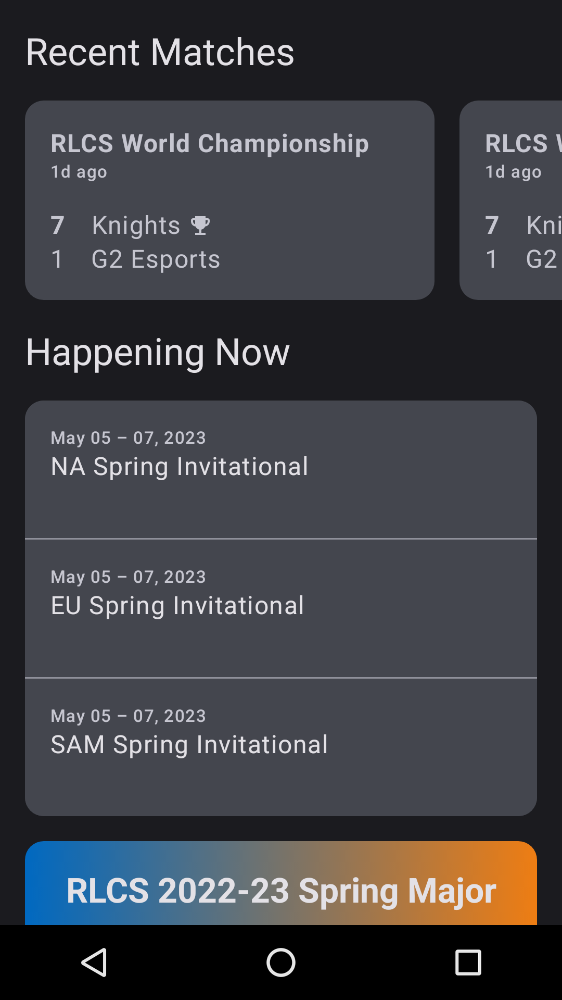 Recent Matches
RLCS World Championship
1d ago
7 Knights
1 G2 Esports
RLCS
1d ago
7
1 G2
Happening Now
May 05 – 07, 2023
NA Spring Invitational
May 05 – 07, 2023
EU Spring Invitational
May 05 – 07, 2023
SAM Spring Invitational
RLCS 2022-23 Spring Major